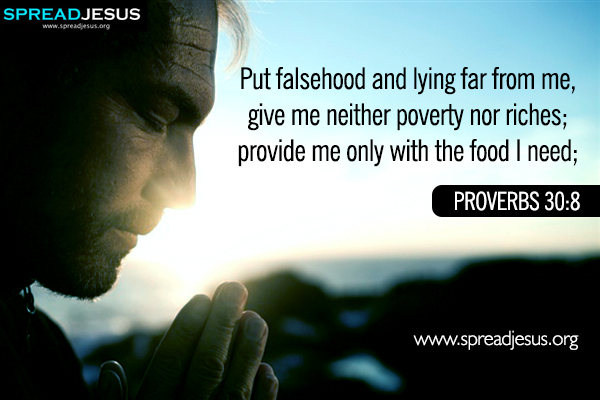 SPREADJESUS
www.spreadjesus.org
Put falsehood and lying far from me,
give me neither poverty nor riches;
provide me only with the food I need;
PROVERBS 30:8
www.spreadjesus.org